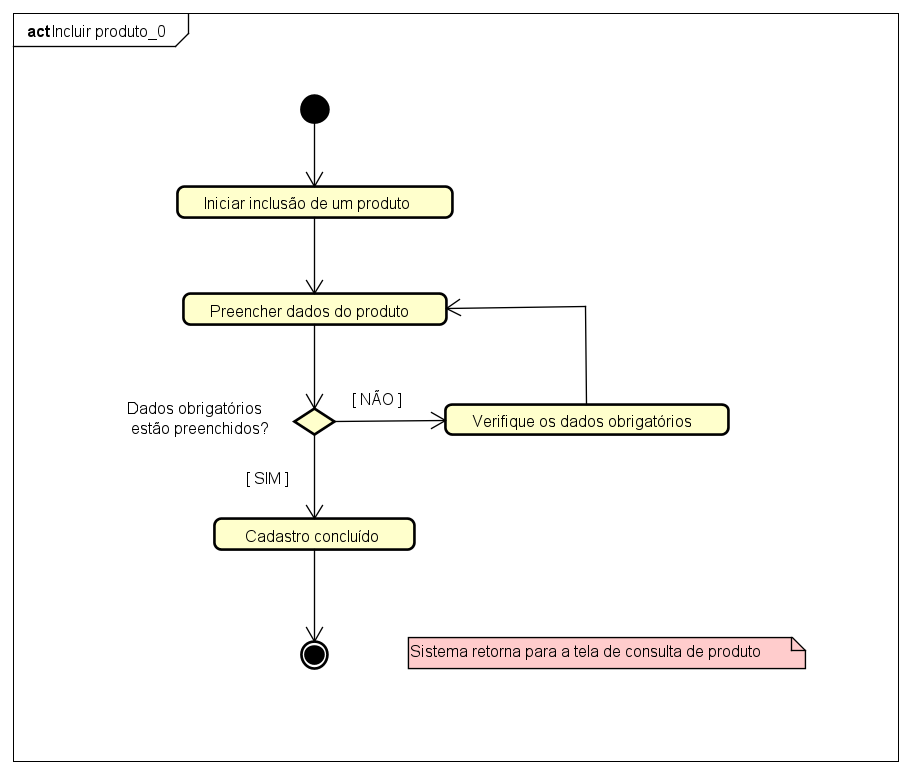 act Incluir produto_0
Iniciar inclusão de um produto
Preencher dados do produto
Dados obrigatórios
estão preenchidos?
[ NÃO ]
Verifique os dados obrigatórios
[ SIM ]
Cadastro concluído
Sistema retorna para a tela de consulta de produto